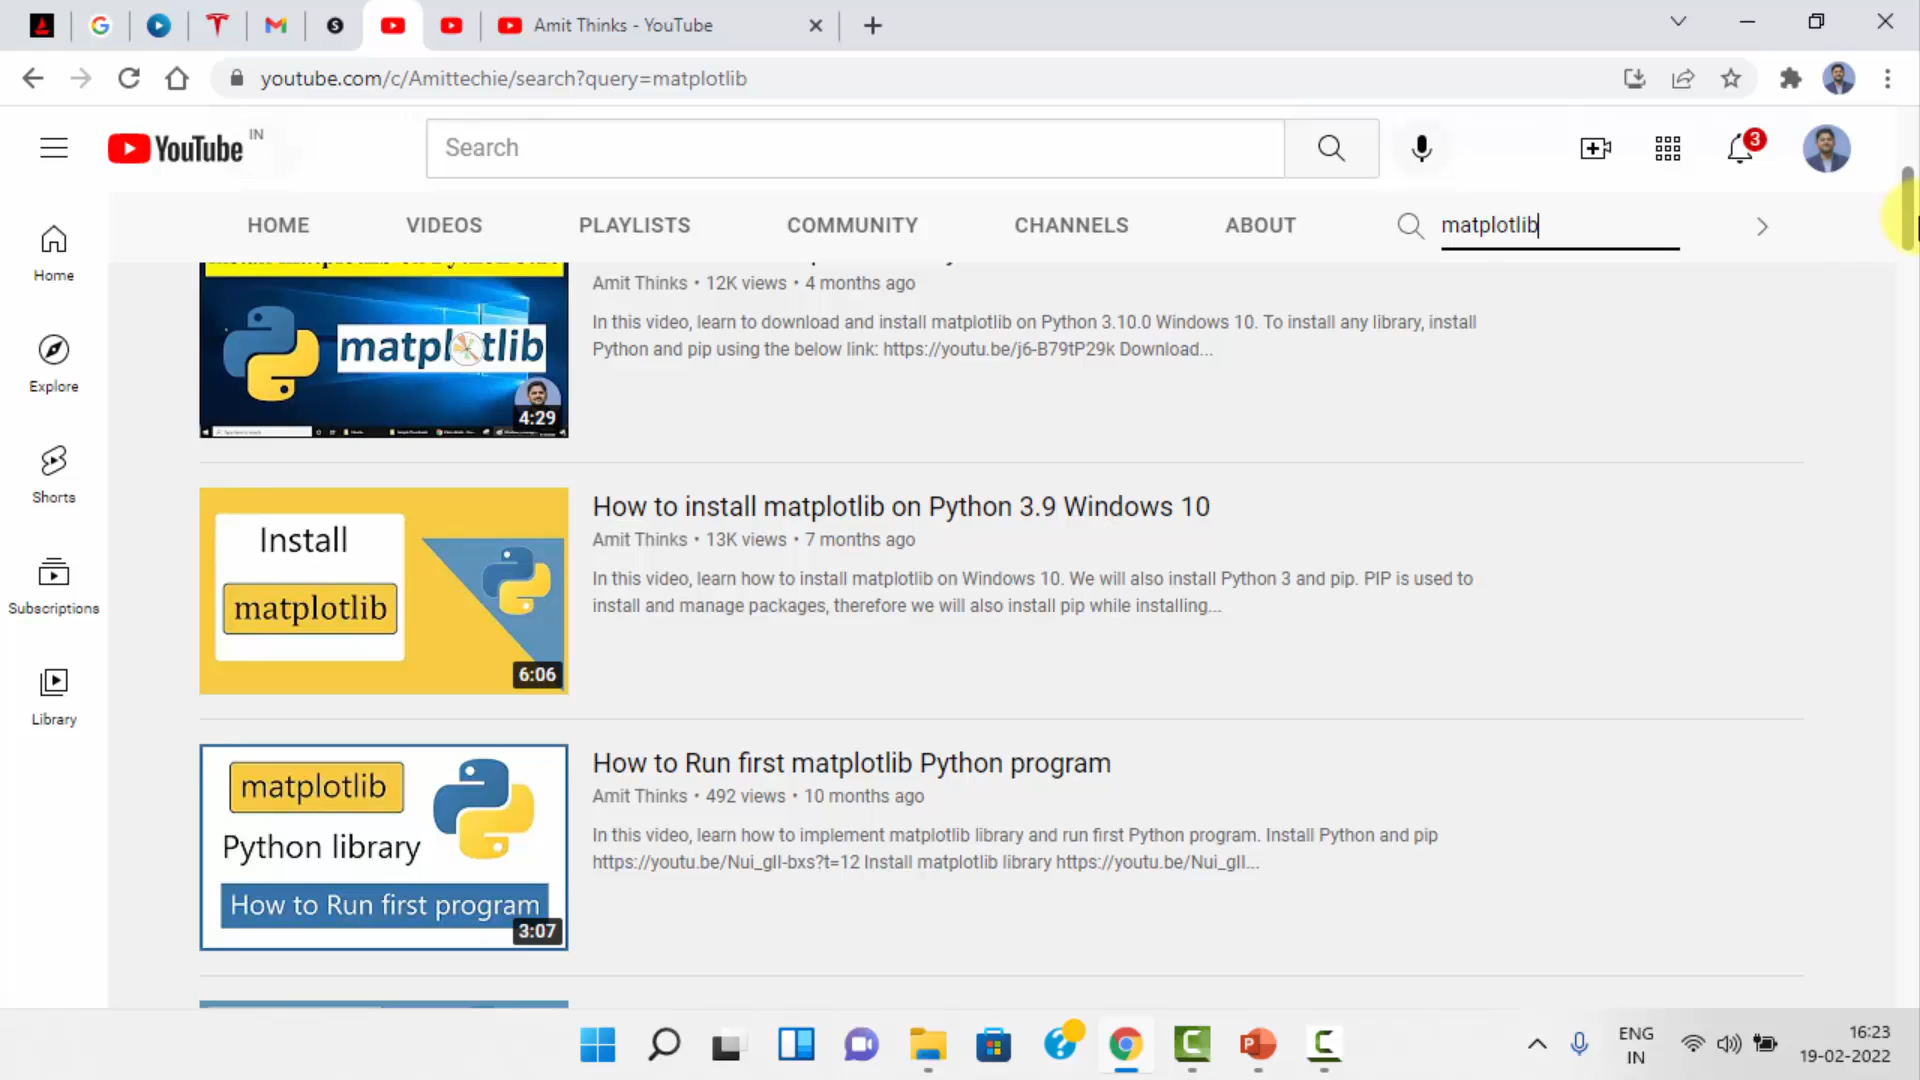 Amit Thinks - YouTube
youtube.com/c/Amittechie/search?query=matplotlib
YouTube IN
Search
3
HOME VIDEOS PLAYLISTS COMMUNITY CHANNELS ABOUT matplotlib
Home
Explore
Shorts
Subscriptions
Library
matplotlib
4:29
Amit Thinks • 12K views • 4 months ago
In this video, learn to download and install matplotlib on Python 3.10.0 Windows 10. To install any library, install
Python and pip using the below link: https://youtu.be/j6-B79tP29k Download...
Install
matplotlib
6:06
How to install matplotlib on Python 3.9 Windows 10
Amit Thinks • 13K views • 7 months ago
In this video, learn how to install matplotlib on Windows 10. We will also install Python 3 and pip. PIP is used to
install and manage packages, therefore we will also install pip while installing...
matplotlib
Python library
How to Run first program
3:07
How to Run first matplotlib Python program
Amit Thinks • 492 views • 10 months ago
In this video, learn how to implement matplotlib library and run first Python program. Install Python and pip
https://youtu.be/Nui_gII-bxs?t=12 Install matplotlib library https://youtu.be/Nui_gII...
ENG
IN
16:23
19-02-2022